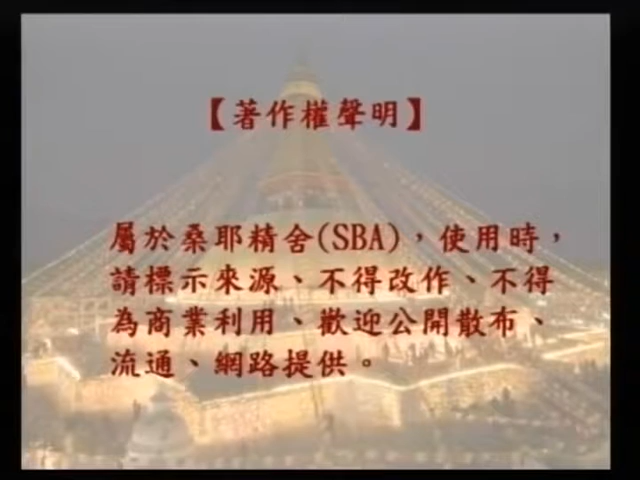 【著作權聲明】
屬於桑耶精舍(SBA)，使用時，
請標示來源、不得改作、不得
為商業利用、歡迎公開散布、
流通、網路提供。